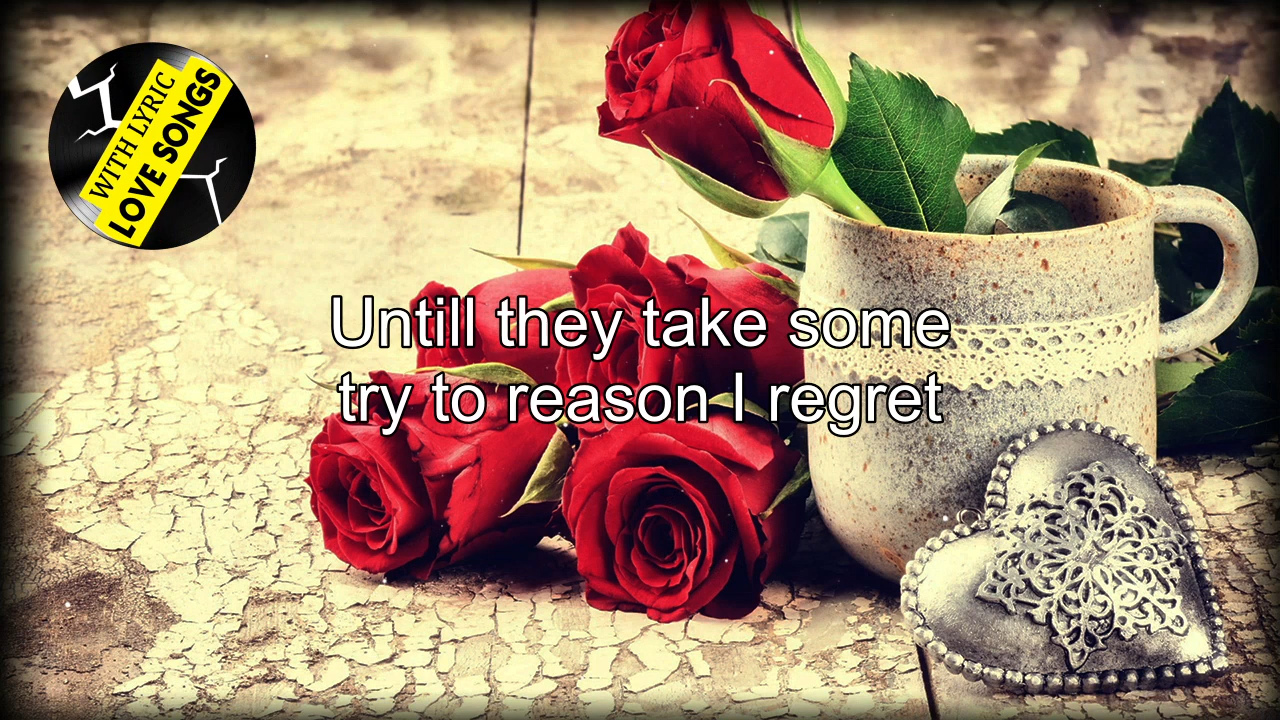 WITH LYRIC
LOVE SONGS
Untill they take some
try to reason I regret